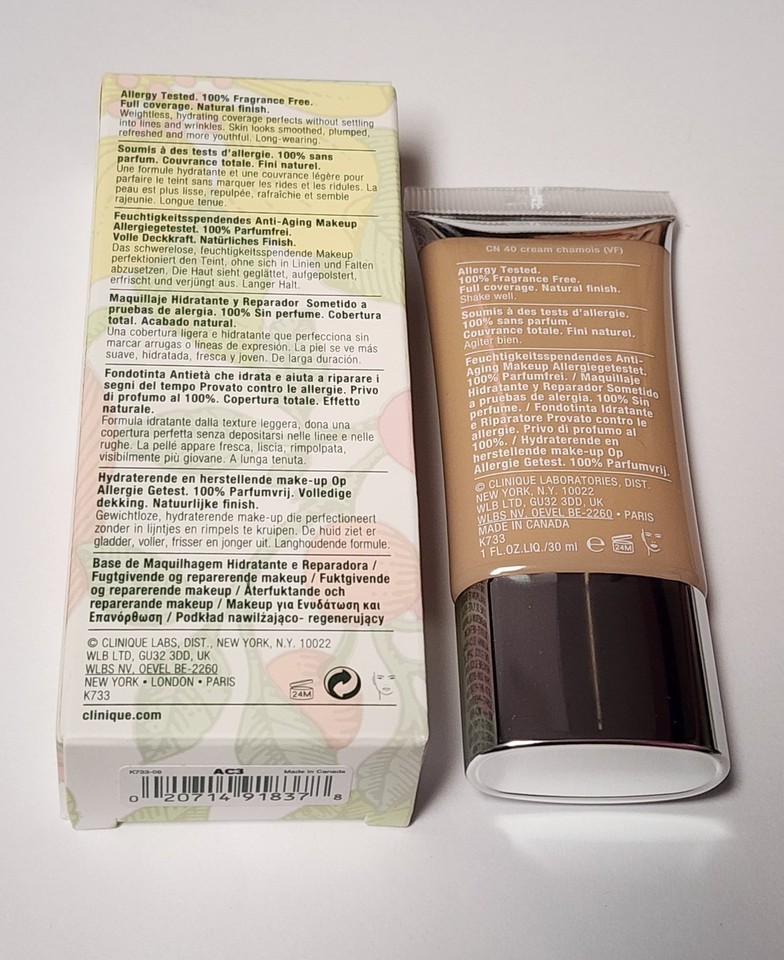 Allergy Tested. 100% Fragrance Free.
Full coverage. Natural finish.
Weightless, hydrating coverage perfects without settling
into lines and wrinkles. Skin looks smoothed, plumped,
refreshed and more youthful. Long-wearing.
Soumis à des tests d'allergie. 100% sans
parfum. Couvrance totale. Fini naturel.
Une formule hydratante et une couvrance légère pour
parfaire le teint sans marquer les rides et les ridules. La
peau est plus lisse, repulpée, rafraîchie et semble
rajeunie. Longue tenue.
Feuchtigkeitsspendendes Anti-Aging Makeup
Allergiegetestet. 100% Parfumfrei.
Volle Deckkraft. Natürliches Finish.
Das schwerelose, feuchtigkeitsspendende Makeup
perfektioniert den Teint, ohne sich in Linien und Falten
abzusetzen. Die Haut sieht geglättet, aufgepolstert,
erfrischt und verjüngt aus. Langer Halt.
Maquillaje Hidratante y Reparador Sometido a
pruebas de alergia. 100% Sin perfume. Cobertura
total. Acabado natural.
Una cobertura ligera e hidratante que perfecciona sin
marcar arrugas o líneas de expresión. La piel se ve más
suave, hidratada, fresca y joven. De larga duración.
Fondotinta Antietà che idrata e aiuta a riparare i
segni del tempo Provato contro le allergie. Privo
di profumo al 100%. Copertura totale. Effetto
naturale.
Formula idratante dalla texture leggera, dona una
copertura perfetta senza depositarsi nelle linee e nelle
rughe. La pelle appare fresca, liscia, rimpolpata,
visibilmente più giovane. A lunga tenuta.
Hydraterende en herstellende make-up Op
Allergie Getest. 100% Parfumvrij. Volledige
dekking. Natuurlijke finish.
Gewichtloze, hydraterende make-up die perfectioneert
zonder in lijntjes en rimpels te kruipen. De huid ziet er
gladder, voller, frisser en jonger uit. Langhoudende formule.
Base de Maquilhagem Hidratante e Reparadora /
Fugtgivende og reparerende makeup / Fuktgivende
og reparerende makeup / Återfuktande och
reparerande makeup / Makeup για Ενυδάτωση και
Επανόρθωση / Podkład nawilżająco- regenerujący
© CLINIQUE LABS, DIST., NEW YORK, N.Y. 10022
WLB LTD, GU32 3DD, UK
WLBS NV, OEVEL BE-2260
NEW YORK • LONDON • PARIS
K733
24M
clinique.com
K733-08 AC3 Made in Canada
0 20714 91837 8
CN 40 cream chamois (VF)
Allergy Tested.
100% Fragrance Free.
Full coverage. Natural finish.
Shake well.
Soumis à des tests d'allergie.
100% sans parfum.
Couvrance totale. Fini naturel.
Agiter bien.
Feuchtigkeitsspendendes Anti-
Aging Makeup Allergiegetestet.
100% Parfumfrei. / Maquillaje
Hidratante y Reparador Sometido
a pruebas de alergia. 100% Sin
perfume. / Fondotinta Idratante
e Riparatore Provato contro le
allergie. Privo di profumo al
100%. / Hydraterende en
herstellende make-up Op
Allergie Getest. 100% Parfumvrij.
© CLINIQUE LABORATORIES, DIST.
NEW YORK, N.Y. 10022
WLB LTD, GU32 3DD, UK
WLBS NV, OEVEL BE-2260 • PARIS
MADE IN CANADA
K733
1 FL.OZ.LIQ./30 ml e 24M